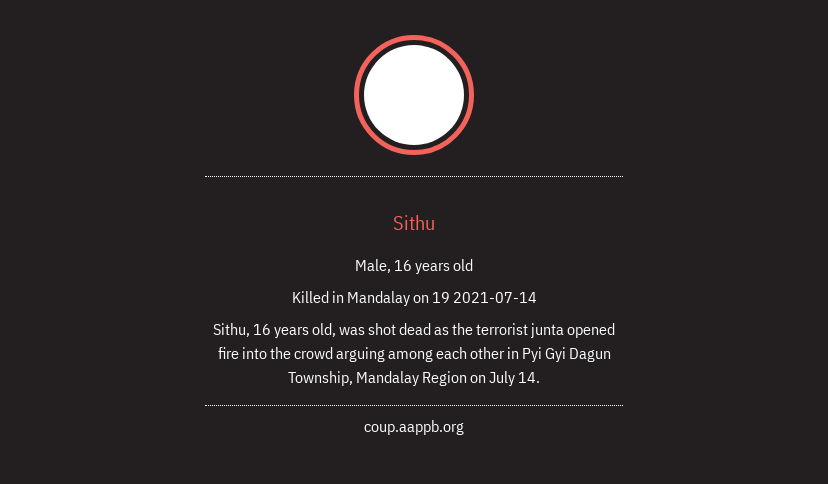 Sithu
Male, 16 years old
Killed in Mandalay on 19 2021-07-14
Sithu, 16 years old, was shot dead as the terrorist junta opened
fire into the crowd arguing among each other in Pyi Gyi Dagun
Township, Mandalay Region on July 14.
coup.aappb.org